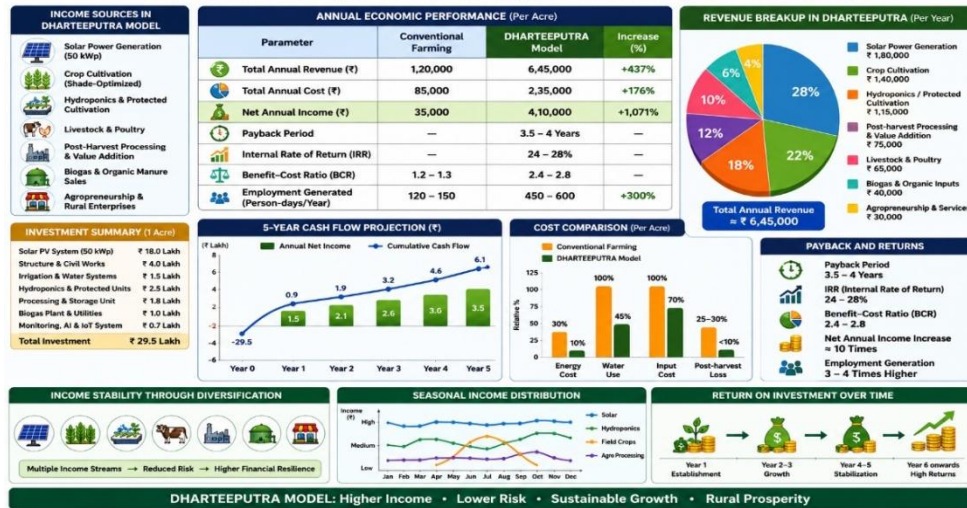 INCOME SOURCES IN
DHARTEEPUTRA MODEL
Solar Power Generation
(50 kWp)
Crop Cultivation
(Shade-Optimized)
Hydroponics & Protected
Cultivation
Livestock & Poultry
Post-Harvest Processing
& Value Addition
Biogas & Organic Manure
Sales
Agropreneurship &
Rural Enterprises
ANNUAL ECONOMIC PERFORMANCE (Per Acre)
Parameter Conventional Farming DHARTEEPUTRA Model Increase (%)
Total Annual Revenue (₹) 1,20,000 6,45,000 +437%
Total Annual Cost (₹) 85,000 2,35,000 +176%
Net Annual Income (₹) 35,000 4,10,000 +1,071%
Payback Period — 3.5 – 4 Years —
Internal Rate of Return (IRR) — 24 – 28% —
Benefit–Cost Ratio (BCR) 1.2 – 1.3 2.4 – 2.8 —
Employment Generated (Person-days/Year) 120 – 150 450 – 600 +300%
REVENUE BREAKUP IN DHARTEEPUTRA (Per Year)
28%
22%
18%
12%
10%
6%
4%
Solar Power Generation
₹ 1,80,000
Crop Cultivation
₹ 1,40,000
Hydroponics / Protected
Cultivation
₹ 1,15,000
Post-harvest Processing
& Value Addition
₹ 75,000
Livestock & Poultry
₹ 65,000
Biogas & Organic Inputs
₹ 40,000
Agropreneurship & Service
₹ 30,000
Total Annual Revenue
≈ ₹ 6,45,000
INVESTMENT SUMMARY (1 Acre)
Solar PV System (50 kWp) ₹ 18.0 Lakh
Structure & Civil Works ₹ 4.0 Lakh
Irrigation & Water Systems ₹ 1.5 Lakh
Hydroponics & Protected Units ₹ 2.5 Lakh
Processing & Storage Unit ₹ 1.8 Lakh
Biogas Plant & Utilities ₹ 1.0 Lakh
Monitoring, AI & IoT System ₹ 0.7 Lakh
Total Investment ₹ 29.5 Lakh
5-YEAR CASH FLOW PROJECTION (₹)
(₹ Lakh)
Annual Net Income Cumulative Cash Flow
8
6
4
2
-2
-4
-6
-29.5
0.9
1.9
3.2
4.6
6.1
1.5
2.1
2.6
3.0
3.5
Year 0 Year 1 Year 2 Year 3 Year 4 Year 5
COST COMPARISON (Per Acre)
Conventional Farming
DHARTEEPUTRA Model
Relative %
125
100
75
50
25
0
30% 10%
100% 45%
100% 70%
25–30% <10%
Energy
Cost
Water
Use
Input
Cost
Post-harvest
Loss
PAYBACK AND RETURNS
Payback Period
3.5 – 4 Years
IRR (Internal Rate of Return)
24 – 28%
Benefit–Cost Ratio (BCR)
2.4 – 2.8
Net Annual Income Increase
≈ 10 Times
Employment Generation
3 – 4 Times Higher
INCOME STABILITY THROUGH DIVERSIFICATION
Multiple Income Streams → Reduced Risk → Higher Financial Resilience
SEASONAL INCOME DISTRIBUTION
Income
(₹)
High
Medium
Low
Jan Feb Mar Apr May Jun Jul Aug Sep Oct Nov Dec
Solar
Hydroponics
Field Crops
Agro Processing
RETURN ON INVESTMENT OVER TIME
Year 1
Establishment
Year 2–3
Growth
Year 4–5
Stabilization
Year 6 onwards
High Returns
DHARTEEPUTRA MODEL: Higher Income • Lower Risk • Sustainable Growth • Rural Prosperity